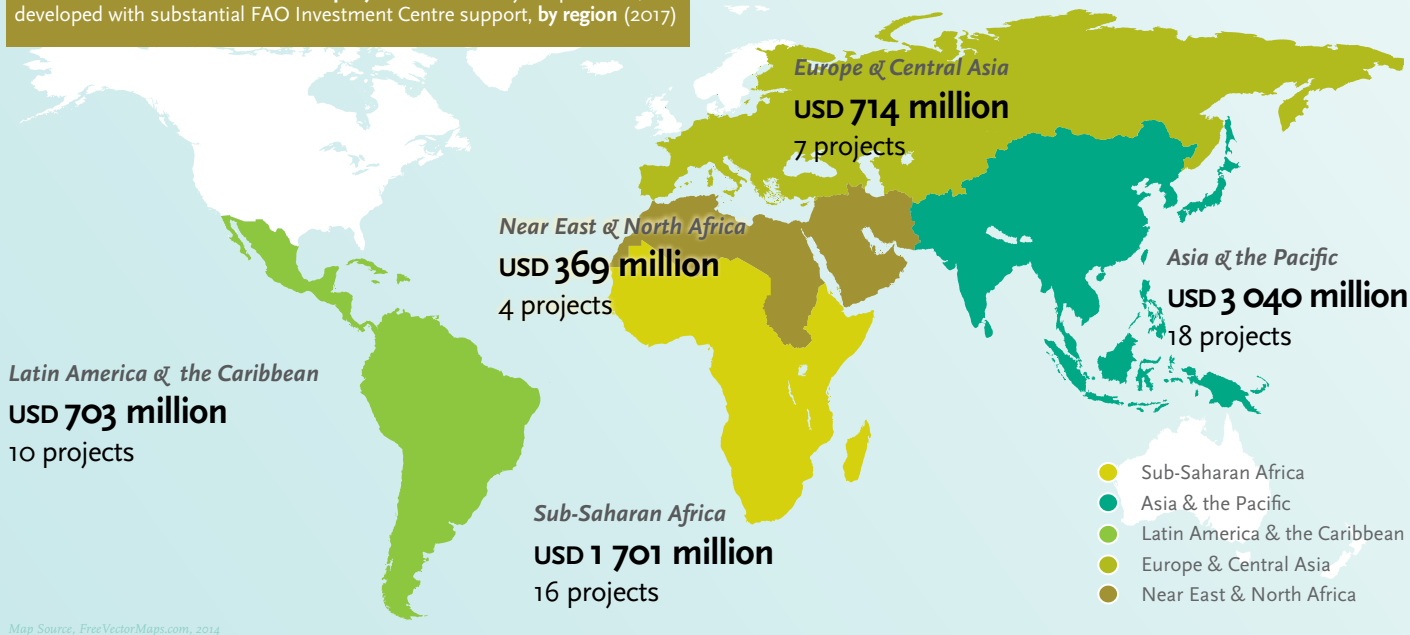 developed with substantial FAO Investment Centre support, by region (2017)
Europe & Central Asia
USD 714 million
7 projects
Near East & North Africa
USD 369 million
4 projects
Asia & the Pacific
USD 3 040 million
18 projects
Latin America & the Caribbean
USD 703 million
10 projects
Sub-Saharan Africa
USD 1 701 million
16 projects
Sub-Saharan Africa
Asia & the Pacific
Latin America & the Caribbean
Europe & Central Asia
Near East & North Africa
Map Source, FreeVectorMaps.com, 2014